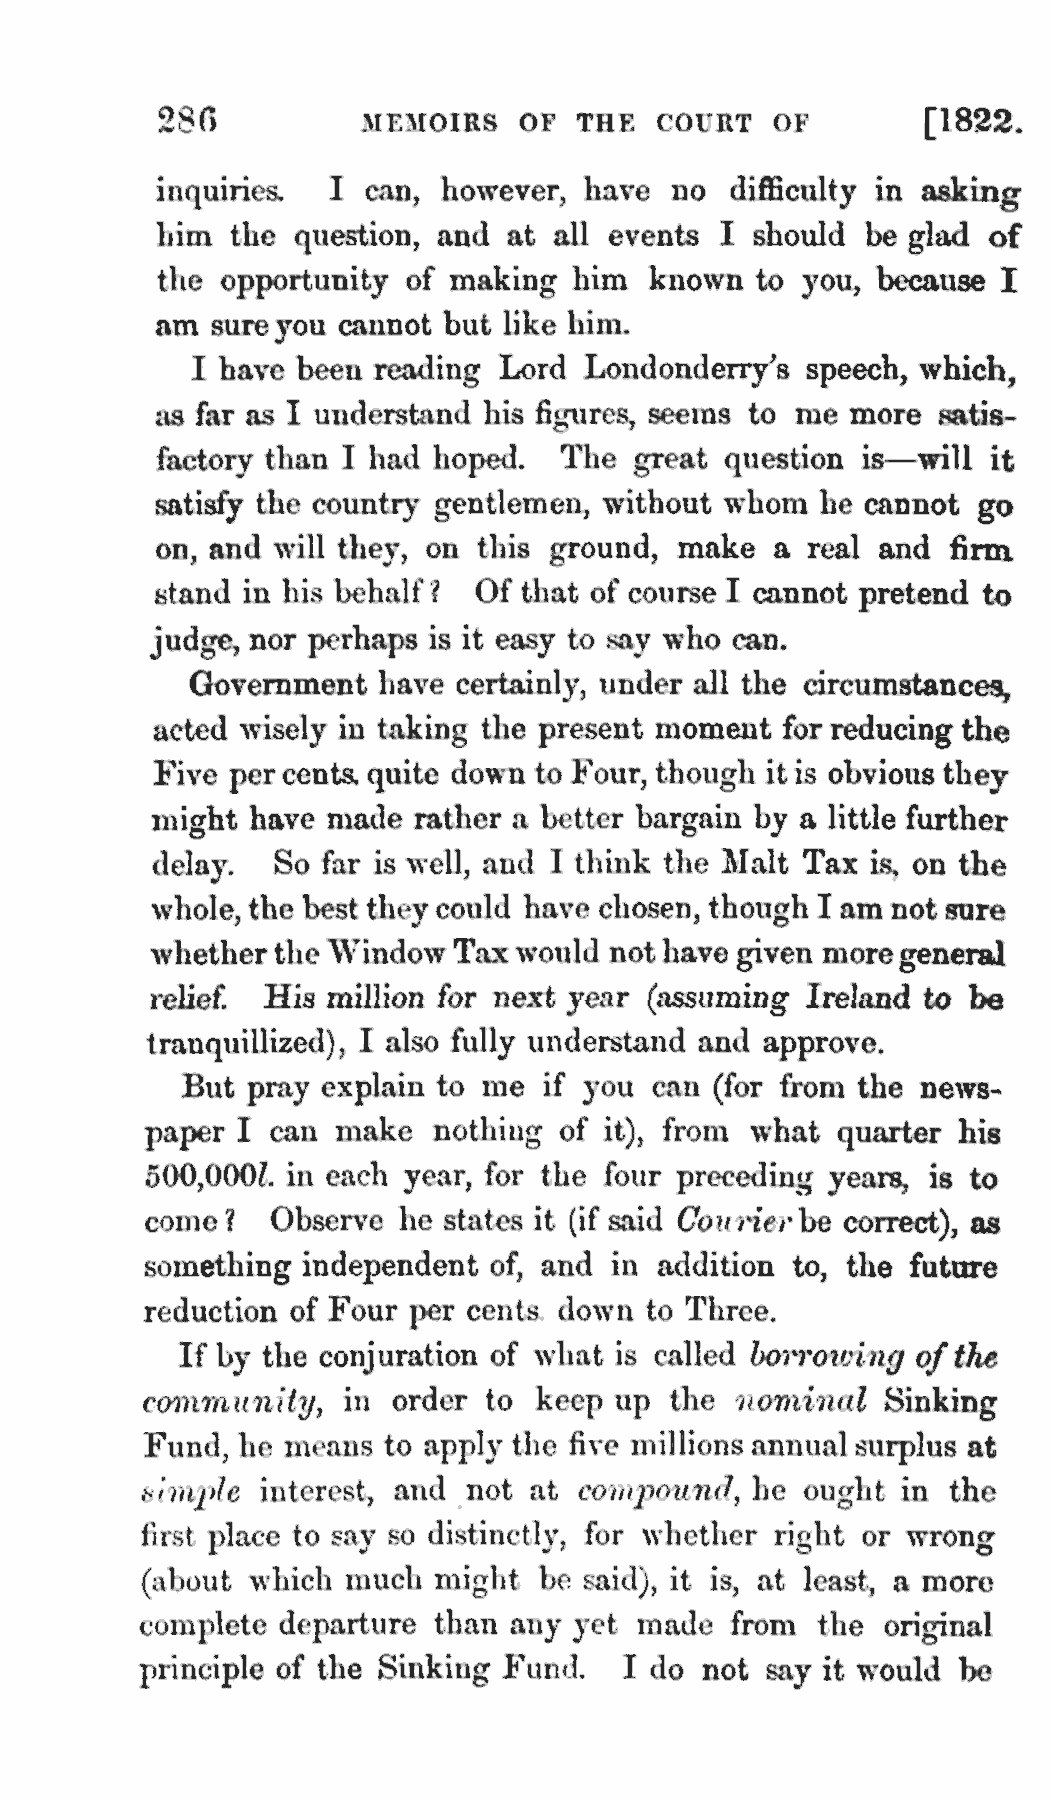 286 MEMOIRS OF THE COURT OF [1822.
inquiries. I can, however, have no difficulty in asking
him the question, and at all events I should be glad of
the opportunity of making him known to you, because I
am sure you cannot but like him.
I have been reading Lord Londonderry's speech, which,
as far as I understand his figures, seems to me more satis-
factory than I had hoped. The great question is—will it
satisfy the country gentlemen, without whom he cannot go
on, and will they, on this ground, make a real and firm
stand in his behalf? Of that of course I cannot pretend to
judge, nor perhaps is it easy to say who can.
Government have certainly, under all the circumstances,
acted wisely in taking the present moment for reducing the
Five per cents. quite down to Four, though it is obvious they
might have made rather a better bargain by a little further
delay. So far is well, and I think the Malt Tax is, on the
whole, the best they could have chosen, though I am not sure
whether the Window Tax would not have given more general
relief. His million for next year (assuming Ireland to be
tranquillized), I also fully understand and approve.
But pray explain to me if you can (for from the news-
paper I can make nothing of it), from what quarter his
500,000l. in each year, for the four preceding years, is to
come? Observe he states it (if said Courier be correct), as
something independent of, and in addition to, the future
reduction of Four per cents. down to Three.
If by the conjuration of what is called borrowing of the
community, in order to keep up the nominal Sinking
Fund, he means to apply the five millions annual surplus at
simple interest, and not at compound, he ought in the
first place to say so distinctly, for whether right or wrong
(about which much might be said), it is, at least, a more
complete departure than any yet made from the original
principle of the Sinking Fund. I do not say it would be